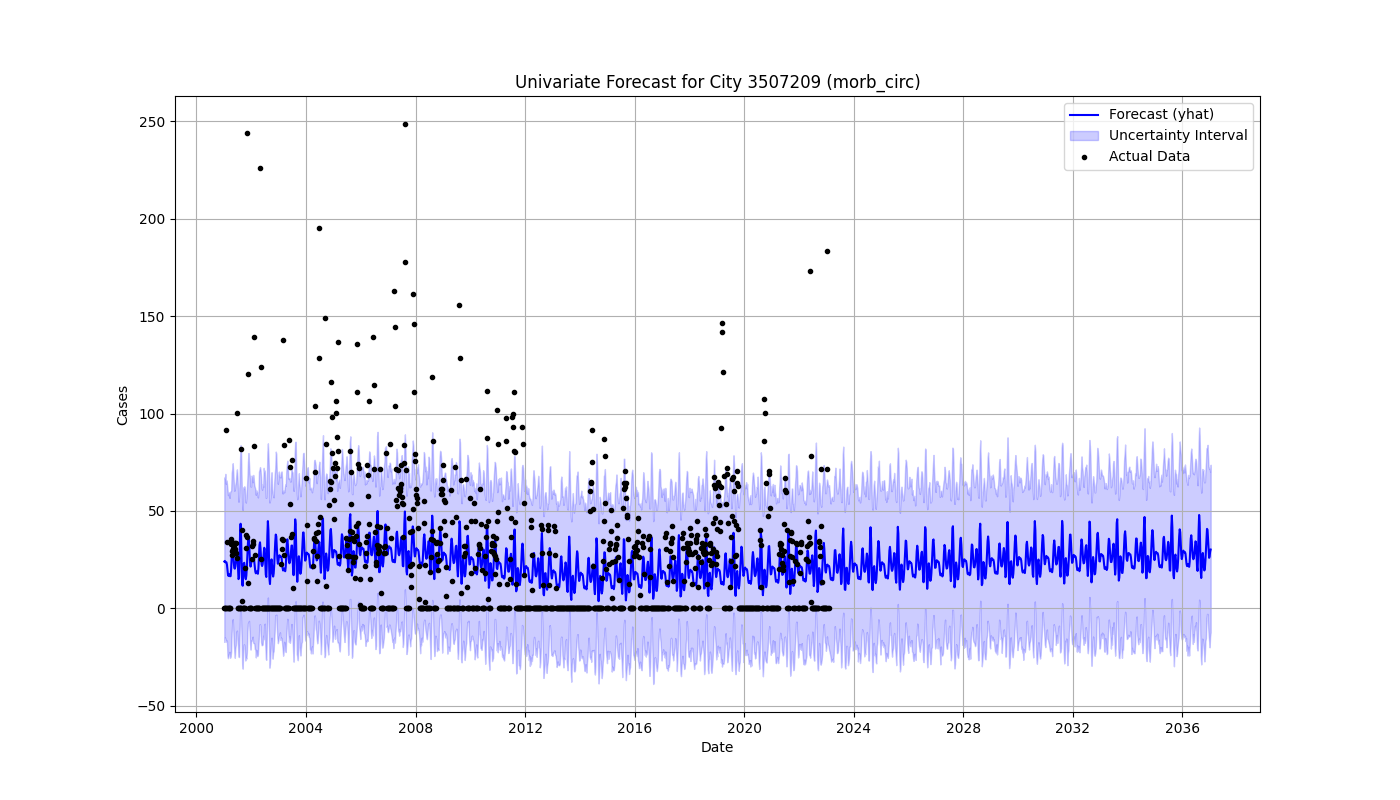 Univariate Forecast for City 3507209 (morb_circ)
Forecast (yhat)
Uncertainty Interval
Actual Data
Cases
250
200
150
100
50
0
−50
2000 2004 2008 2012 2016 2020 2024 2028 2032 2036
Date